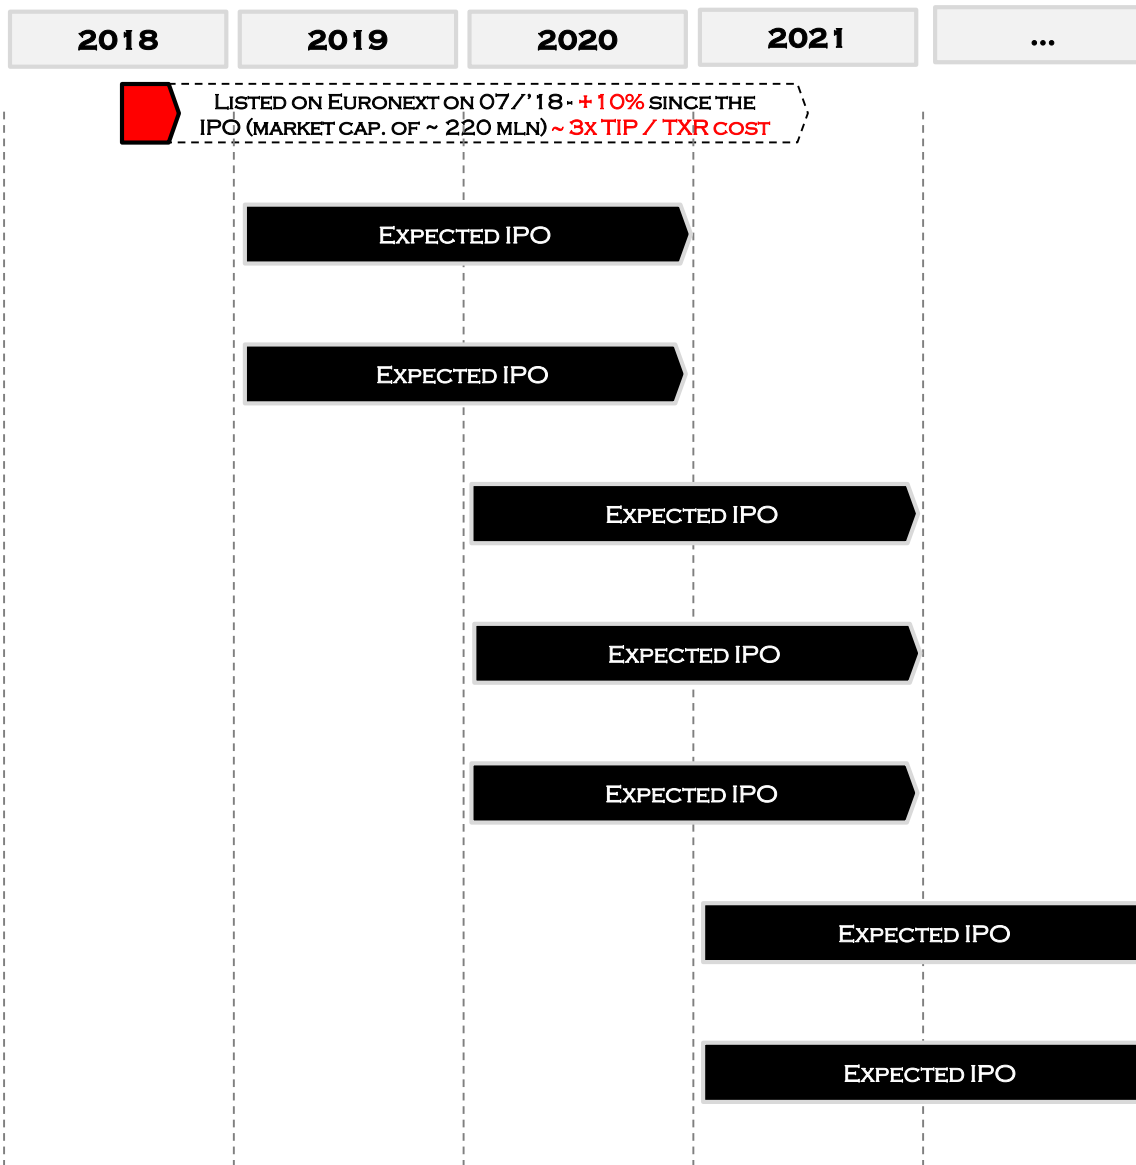 2018 2019 2020 2021 ...
Listed on Euronext on 07/'18 - +10% since the
IPO (market cap. of ~ 220 mln) ~ 3x TIP / TXR cost
Expected IPO
Expected IPO
Expected IPO
Expected IPO
Expected IPO
Expected IPO
Expected IPO